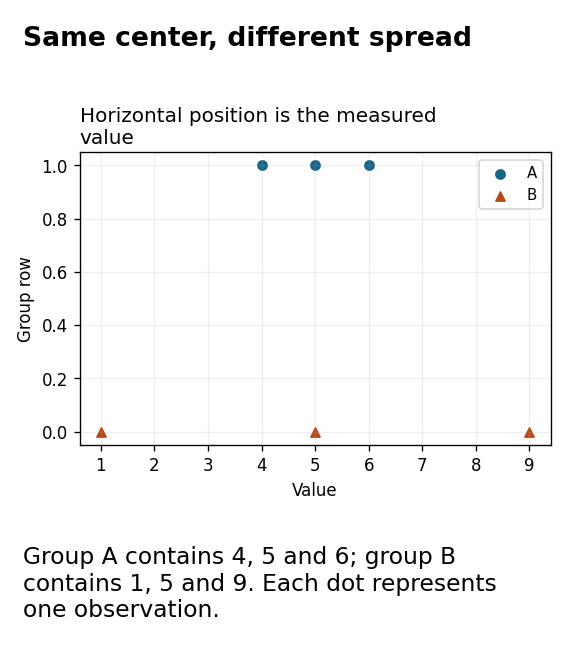 Same center, different spread
Horizontal position is the measured
value
A
B
Group row
1.0
0.8
0.6
0.4
0.2
0.0
1 2 3 4 5 6 7 8 9
Value
Group A contains 4, 5 and 6; group B
contains 1, 5 and 9. Each dot represents
one observation.